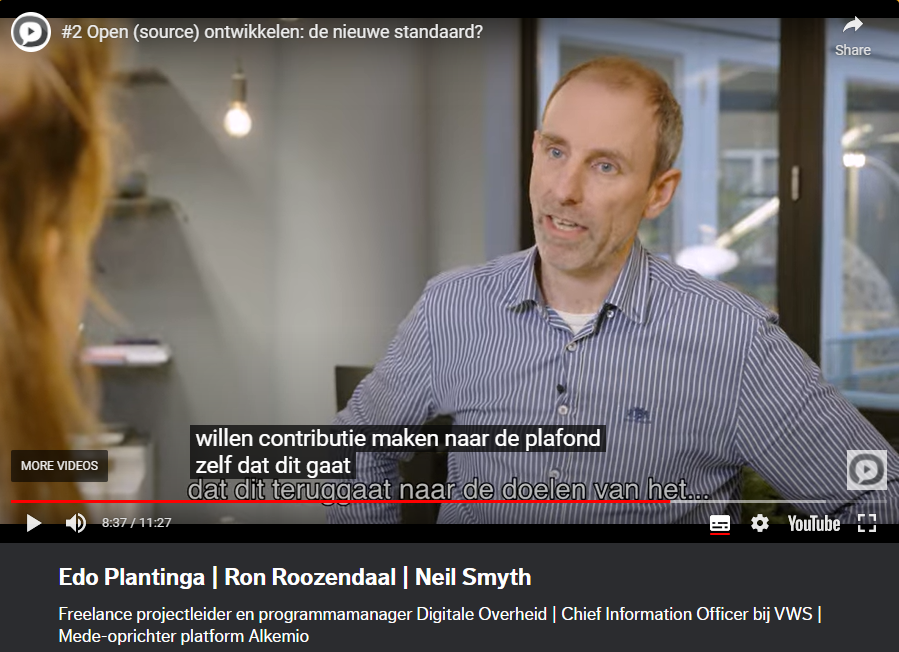 #2 Open (source) ontwikkelen: de nieuwe standaard?
Share
willen contributie maken naar de plafond
zelf dat dit gaat
dat dit teruggaat naar de doelen van het...
MORE VIDEOS
8:37 / 11:27
YouTube
Edo Plantinga | Ron Roozendaal | Neil Smyth
Freelance projectleider en programmamanager Digitale Overheid | Chief Information Officer bij VWS |
Mede-oprichter platform Alkemio